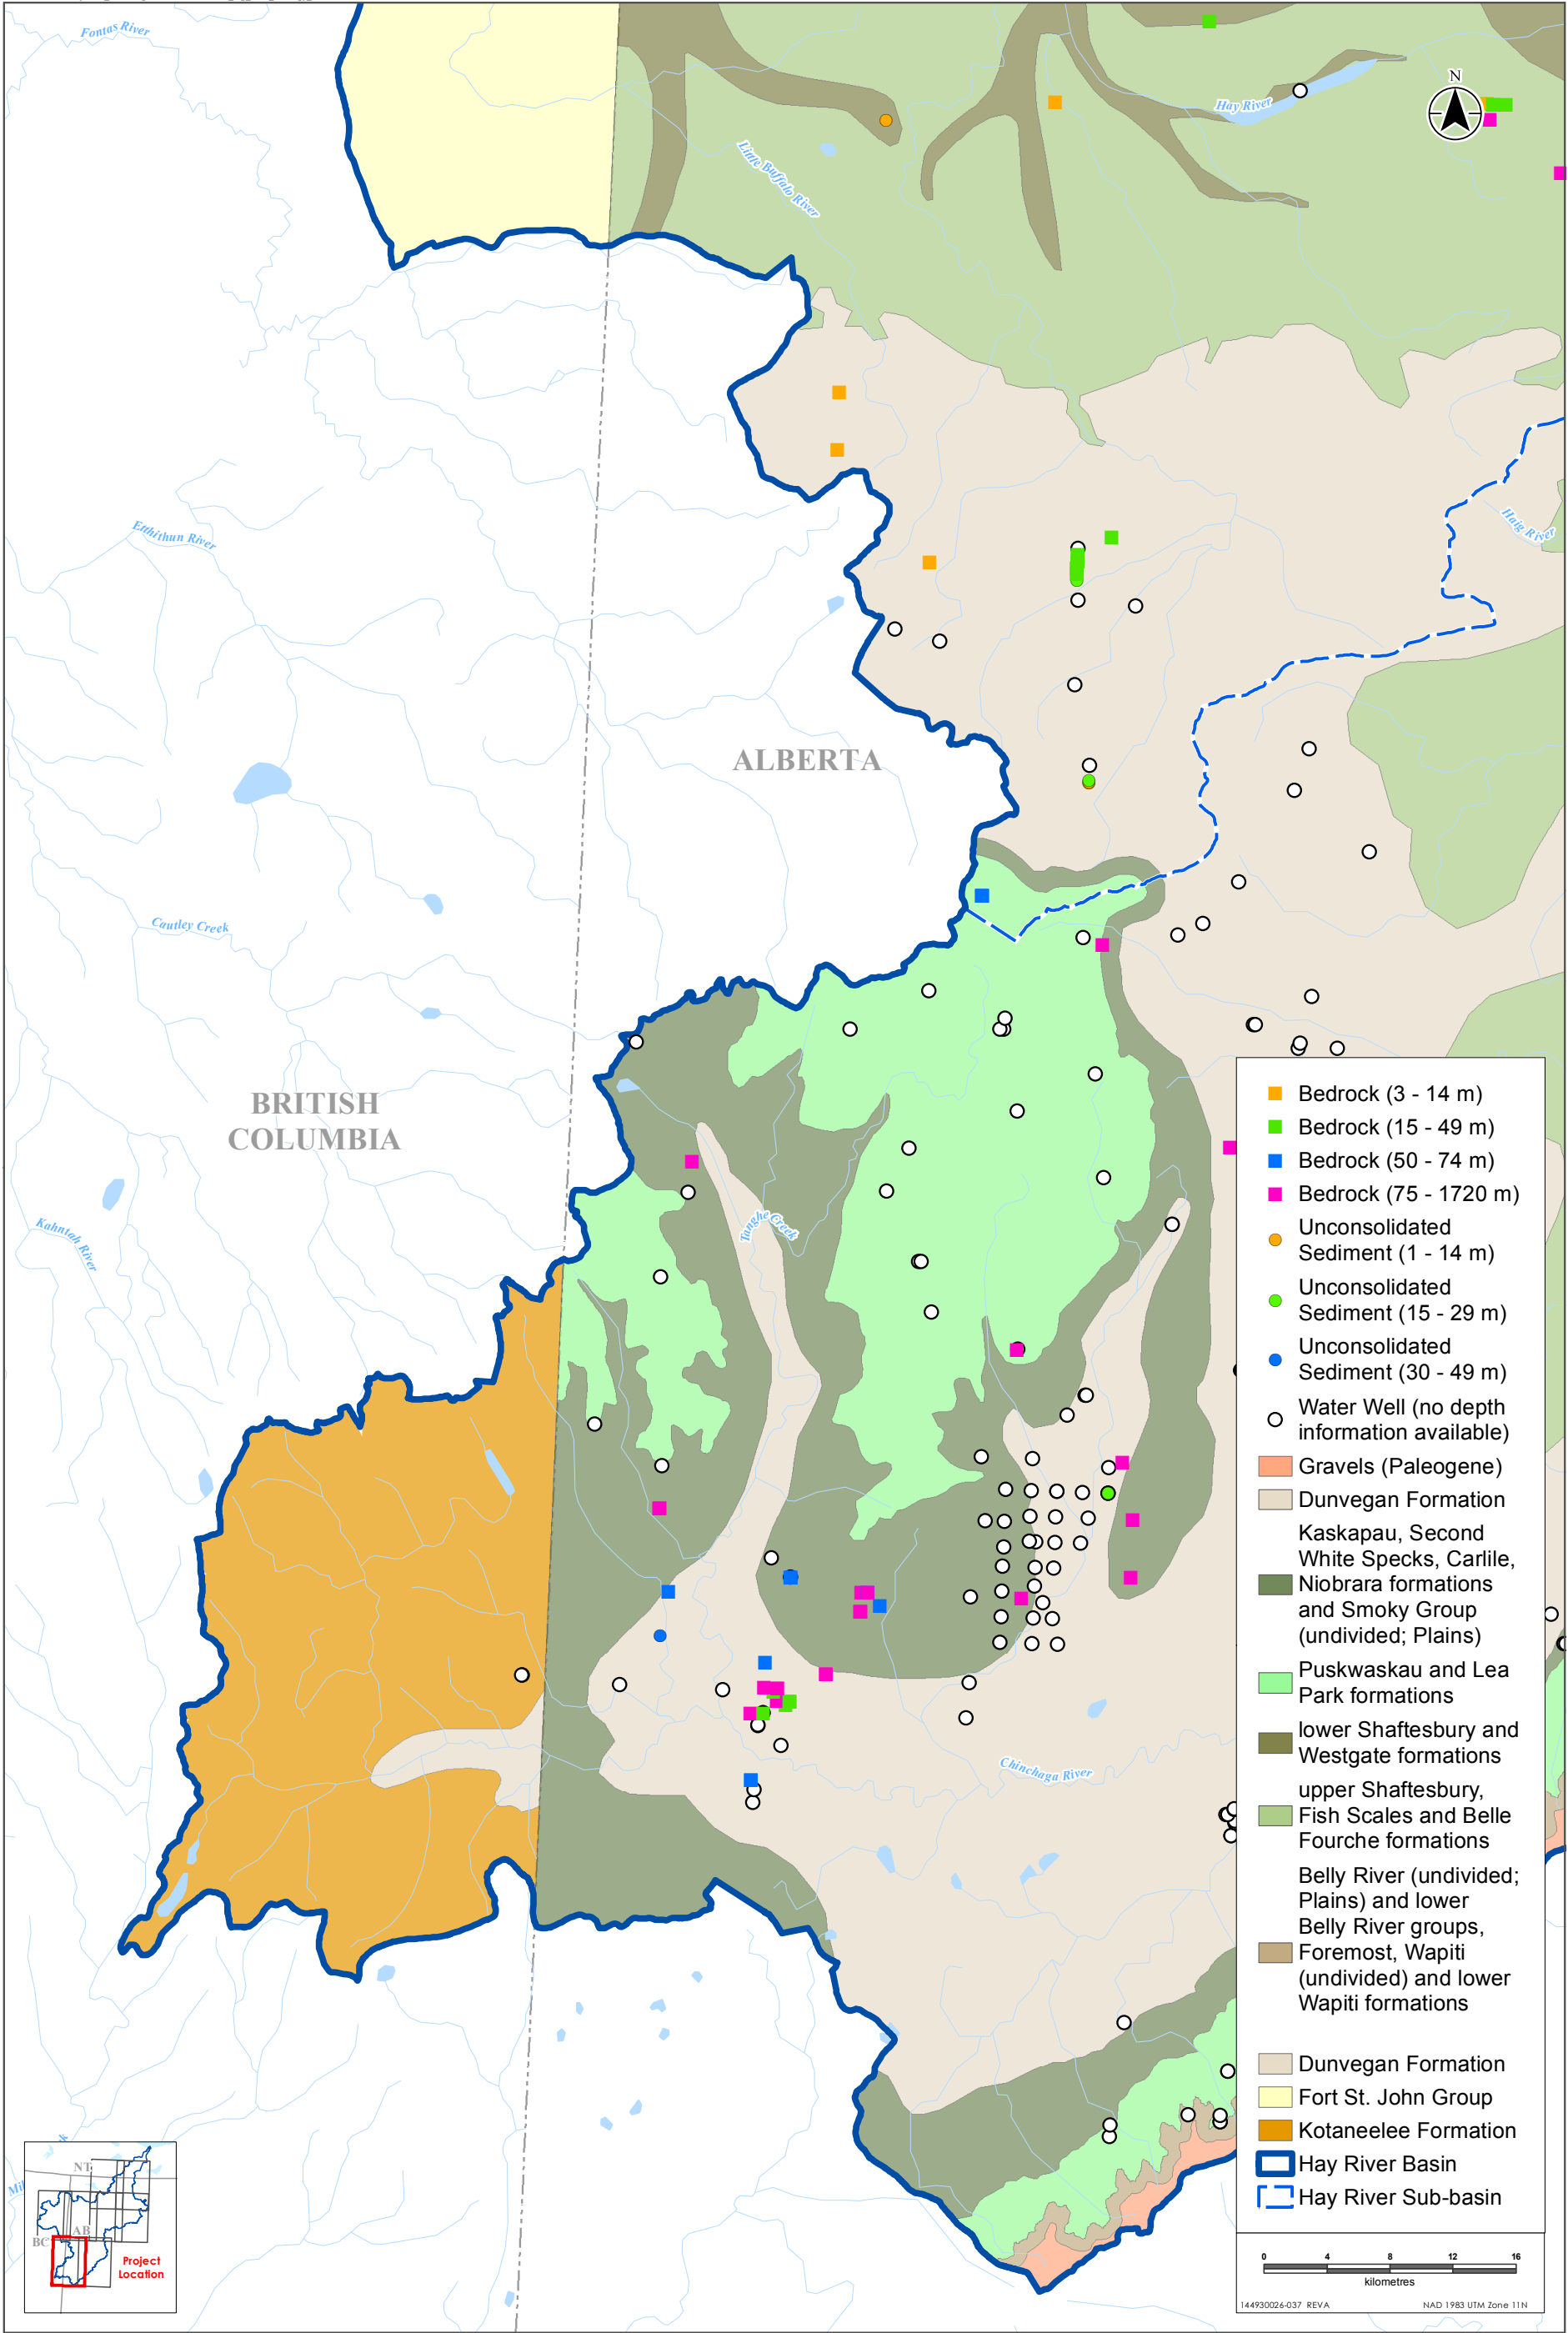 Fontas River
Hay River
N
Little Buffalo River
Etthithun River
Haig River
ALBERTA
Cautley Creek
BRITISH
COLUMBIA
Kahntah River
Tanghe Creek
Chinchaga River
Bedrock (3 - 14 m)
Bedrock (15 - 49 m)
Bedrock (50 - 74 m)
Bedrock (75 - 1720 m)
Unconsolidated
Sediment (1 - 14 m)
Unconsolidated
Sediment (15 - 29 m)
Unconsolidated
Sediment (30 - 49 m)
Water Well (no depth
information available)
Gravels (Paleogene)
Dunvegan Formation
Kaskapau, Second
White Specks, Carlile,
Niobrara formations
and Smoky Group
(undivided; Plains)
Puskwaskau and Lea
Park formations
lower Shaftesbury and
Westgate formations
upper Shaftesbury,
Fish Scales and Belle
Fourche formations
Belly River (undivided;
Plains) and lower
Belly River groups,
Foremost, Wapiti
(undivided) and lower
Wapiti formations
Dunvegan Formation
Fort St. John Group
Kotaneelee Formation
Hay River Basin
Hay River Sub-basin
0 4 8 12 16
kilometres
144930026-037 REVA NAD 1983 UTM Zone 11N
Mil
k
NT
AB
BC
Project
Location